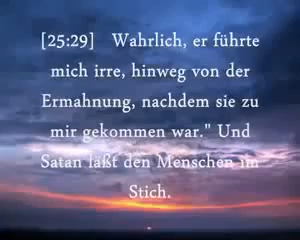 [25:29] Wahrlich, er führte
mich irre, hinweg von der
Ermahnung, nachdem sie zu
mir gekommen war." Und
Satan läßt den Menschen im
Stich.